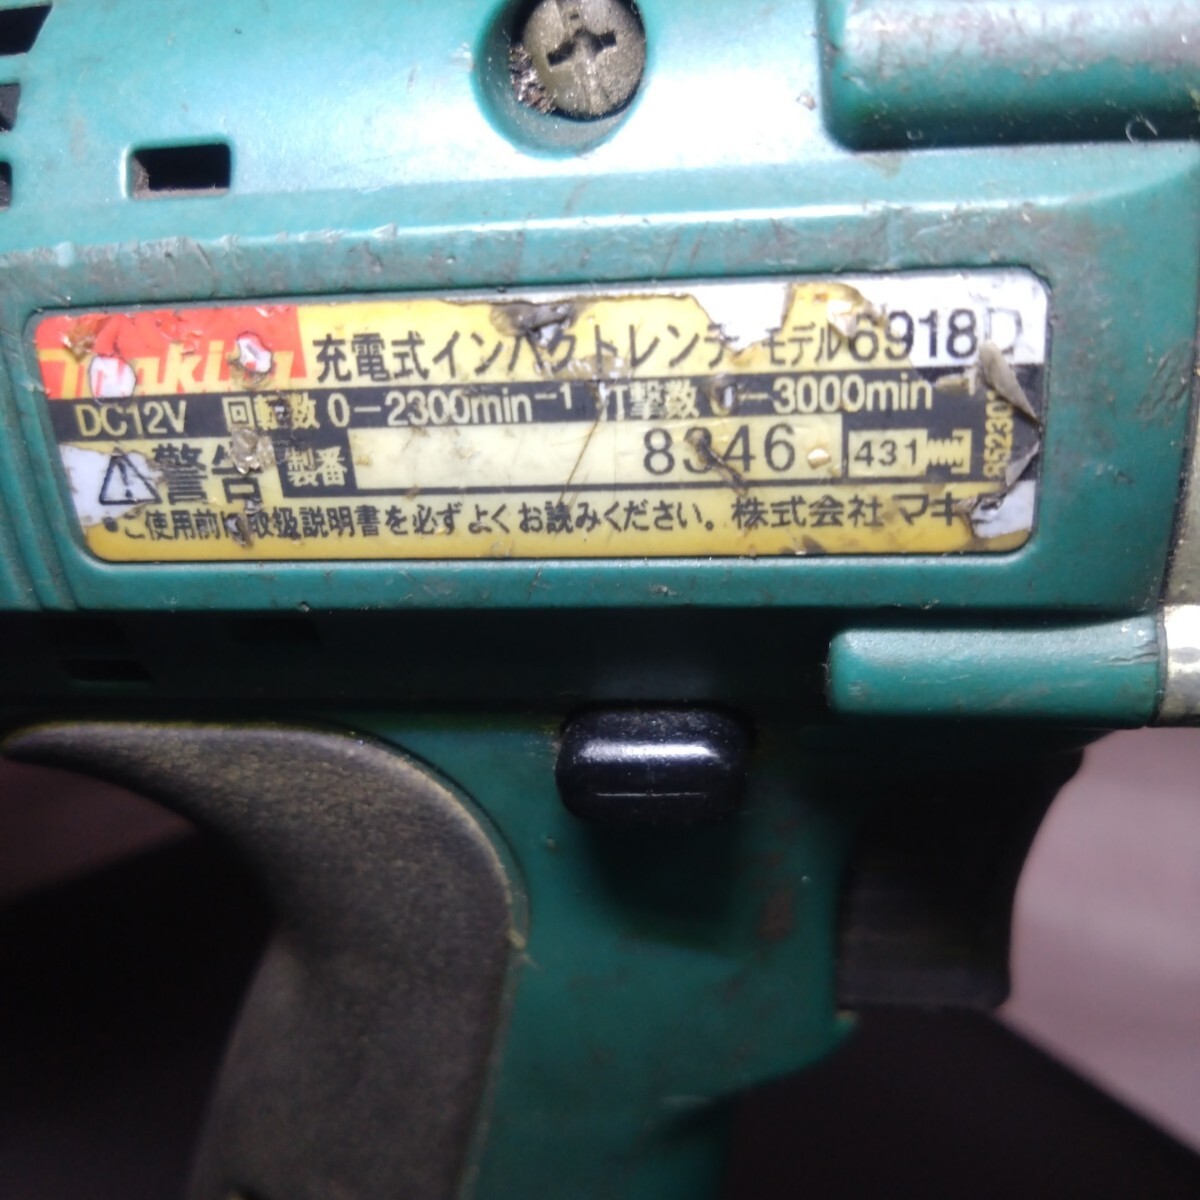 makita 充電式インパクトレンチ モデル6918D
DC12V 回転数 0-2300min⁻¹ 打撃数 0-3000min
⚠警告 製番 8346 431
・ご使用前に取扱説明書を必ずよくお読みください。株式会社マキタ